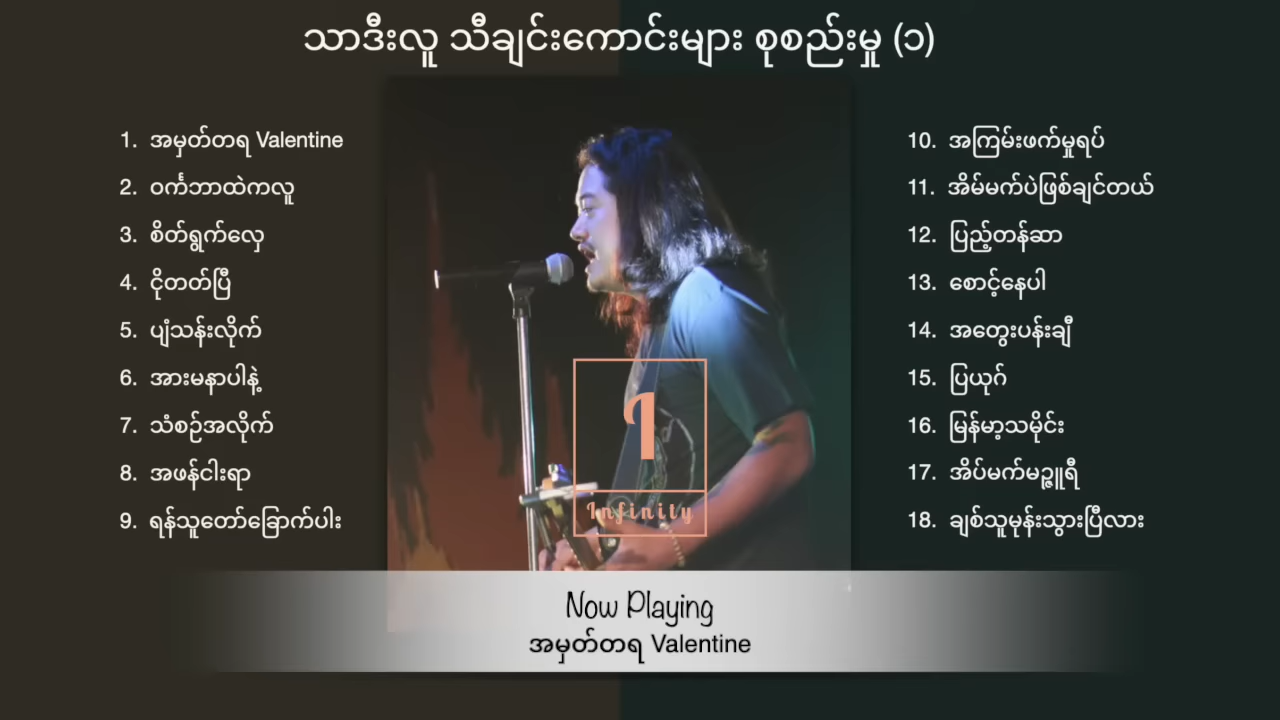 သာဒီးလူ သီချင်းကောင်းများ စုစည်းမှု (၁)
1. အမှတ်တရ Valentine
2. ဝင်္ကဘာထဲကလူ
3. စိတ်ရွက်လှေ
4. ငိုတတ်ပြီ
5. ပျံသန်းလိုက်
6. အားမနာပါနဲ့
7. သံစဉ်အလိုက်
8. အဖန်ငါးရာ
9. ရန်သူတော်ခြောက်ပါး
10. အကြမ်းဖက်မှုရပ်
11. အိမ်မက်ပဲဖြစ်ချင်တယ်
12. ပြည့်တန်ဆာ
13. စောင့်နေပါ
14. အတွေးပန်းချီ
15. ပြယုဂ်
16. မြန်မာ့သမိုင်း
17. အိပ်မက်မဉ္ဇူရီ
18. ချစ်သူမုန်းသွားပြီလား
I
Infinity
Now Playing
အမှတ်တရ Valentine